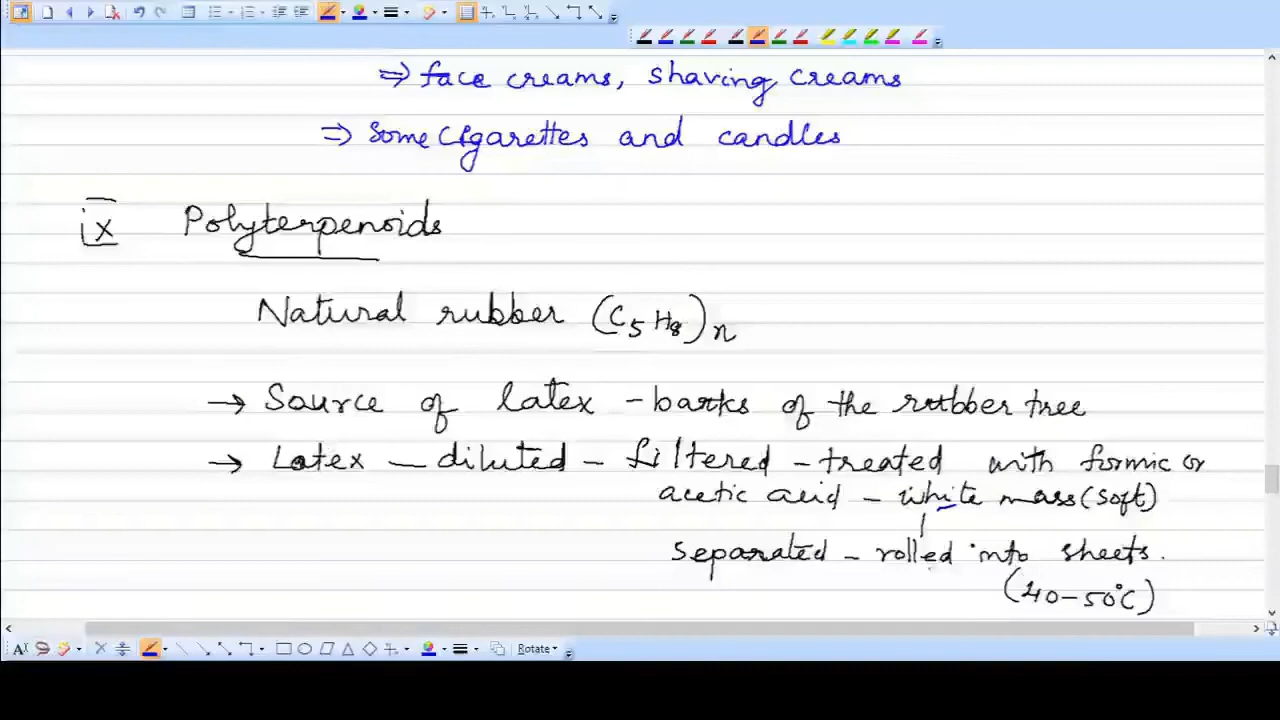 ⇒ face creams, shaving creams
⇒ Some Cigarettes and candles
ix Polyterpenoids
Natural rubber (C5H8)n
→ Source of latex - barks of the rubber tree
→ Latex - diluted - filtered - treated with formic or
acetic acid - white mass (soft)
separated - rolled into sheets.
(40-50°C)
Rotate